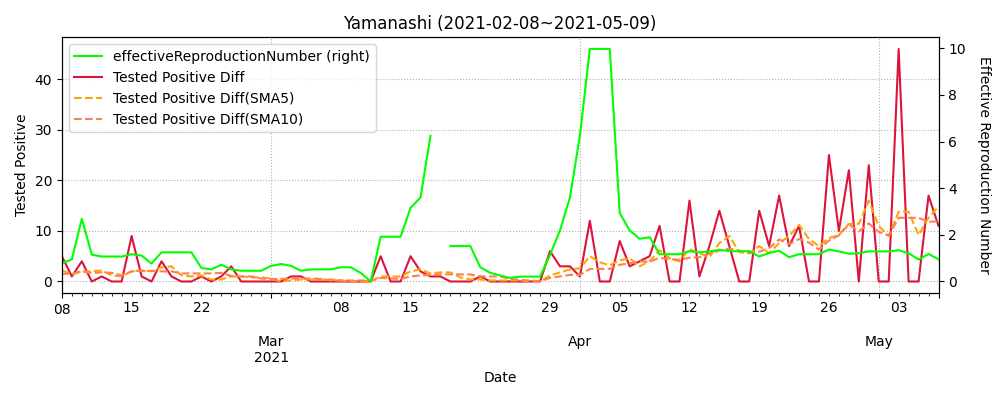 Yamanashi (2021-02-08~2021-05-09)
effectiveReproductionNumber (right)
Tested Positive Diff
Tested Positive Diff(SMA5)
Tested Positive Diff(SMA10)
Tested Positive
0
10
20
30
40
Effective Reproduction Number
0
2
4
6
8
10
08 15 22 08 15 22 29 05 12 19 26 03
Mar Apr May
2021
Date